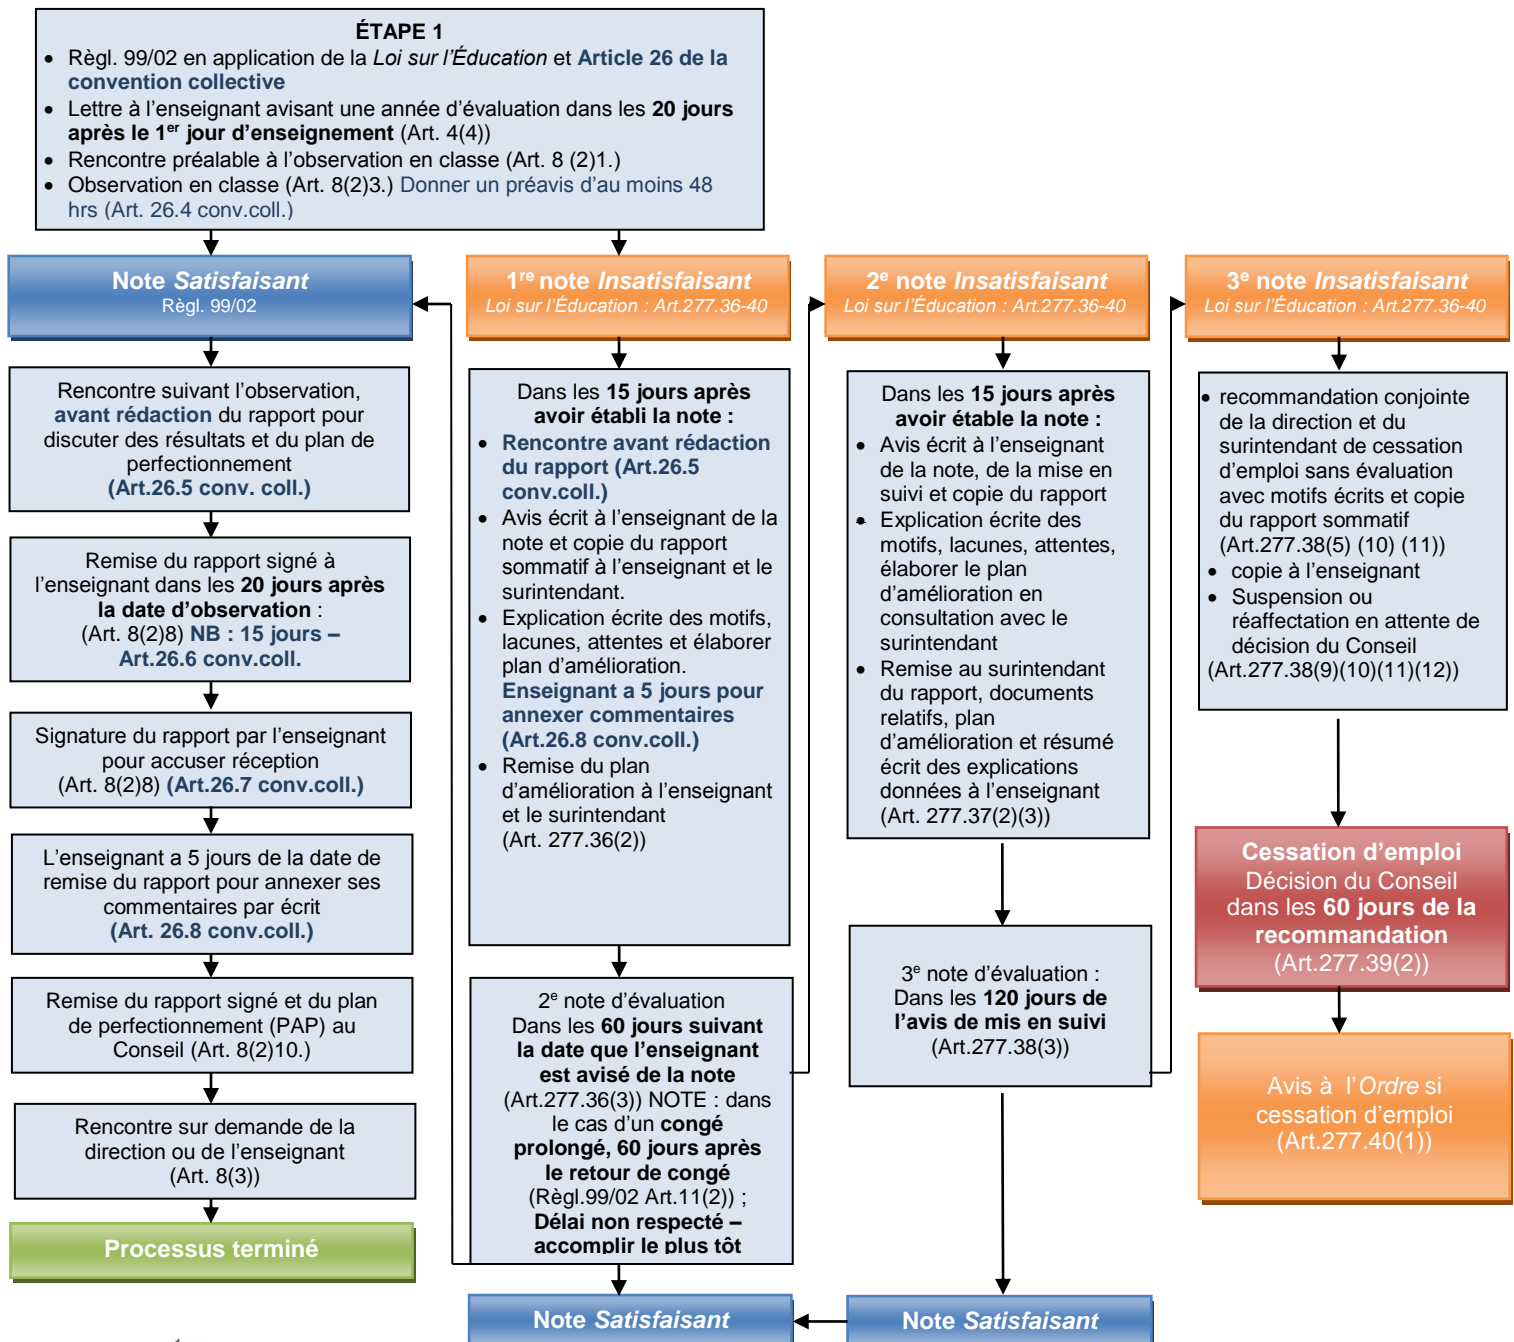 ÉTAPE 1
• Règl. 99/02 en application de la Loi sur l'Éducation et Article 26 de la
convention collective
• Lettre à l'enseignant avisant une année d'évaluation dans les 20 jours
après le 1er jour d'enseignement (Art. 4(4))
• Rencontre préalable à l'observation en classe (Art. 8 (2)1.)
• Observation en classe (Art. 8(2)3.) Donner un préavis d'au moins 48
hrs (Art. 26.4 conv.coll.)
Note Satisfaisant
Règl. 99/02
Rencontre suivant l'observation,
avant rédaction du rapport pour
discuter des résultats et du plan de
perfectionnement
(Art.26.5 conv. coll.)
Remise du rapport signé à
l'enseignant dans les 20 jours après
la date d'observation :
(Art. 8(2)8) NB : 15 jours –
Art.26.6 conv.coll.
Signature du rapport par l'enseignant
pour accuser réception
(Art. 8(2)8) (Art.26.7 conv.coll.)
L'enseignant a 5 jours de la date de
remise du rapport pour annexer ses
commentaires par écrit
(Art. 26.8 conv.coll.)
Remise du rapport signé et du plan
de perfectionnement (PAP) au
Conseil (Art. 8(2)10.)
Rencontre sur demande de la
direction ou de l'enseignant
(Art. 8(3))
Processus terminé
1re note Insatisfaisant
Loi sur l'Éducation : Art.277.36-40
Dans les 15 jours après
avoir établi la note :
• Rencontre avant rédaction
du rapport (Art.26.5
conv.coll.)
• Avis écrit à l'enseignant de la
note et copie du rapport
sommatif à l'enseignant et le
surintendant.
• Explication écrite des motifs,
lacunes, attentes et élaborer
plan d'amélioration.
Enseignant a 5 jours pour
annexer commentaires
(Art.26.8 conv.coll.)
• Remise du plan
d'amélioration à l'enseignant
et le surintendant
(Art. 277.36(2))
2e note d'évaluation
Dans les 60 jours suivant
la date que l'enseignant
est avisé de la note
(Art.277.36(3)) NOTE : dans
le cas d'un congé
prolongé, 60 jours après
le retour de congé
(Règl.99/02 Art.11(2)) ;
Délai non respecté –
accomplir le plus tôt
Note Satisfaisant
2e note Insatisfaisant
Loi sur l'Éducation : Art.277.36-40
Dans les 15 jours après
avoir étable la note :
• Avis écrit à l'enseignant
de la note, de la mise en
suivi et copie du rapport
• Explication écrite des
motifs, lacunes, attentes,
élaborer le plan
d'amélioration en
consultation avec le
surintendant
• Remise au surintendant
du rapport, documents
relatifs, plan
d'amélioration et résumé
écrit des explications
données à l'enseignant
(Art. 277.37(2)(3))
3e note d'évaluation :
Dans les 120 jours de
l'avis de mis en suivi
(Art.277.38(3))
Note Satisfaisant
3e note Insatisfaisant
Loi sur l'Éducation : Art.277.36-40
• recommandation conjointe
de la direction et du
surintendant de cessation
d'emploi sans évaluation
avec motifs écrits et copie
du rapport sommatif
(Art.277.38(5) (10) (11))
• copie à l'enseignant
• Suspension ou
réaffectation en attente de
décision du Conseil
(Art.277.38(9)(10)(11)(12))
Cessation d'emploi
Décision du Conseil
dans les 60 jours de la
recommandation
(Art.277.39(2))
Avis à l'Ordre si
cessation d'emploi
(Art.277.40(1))